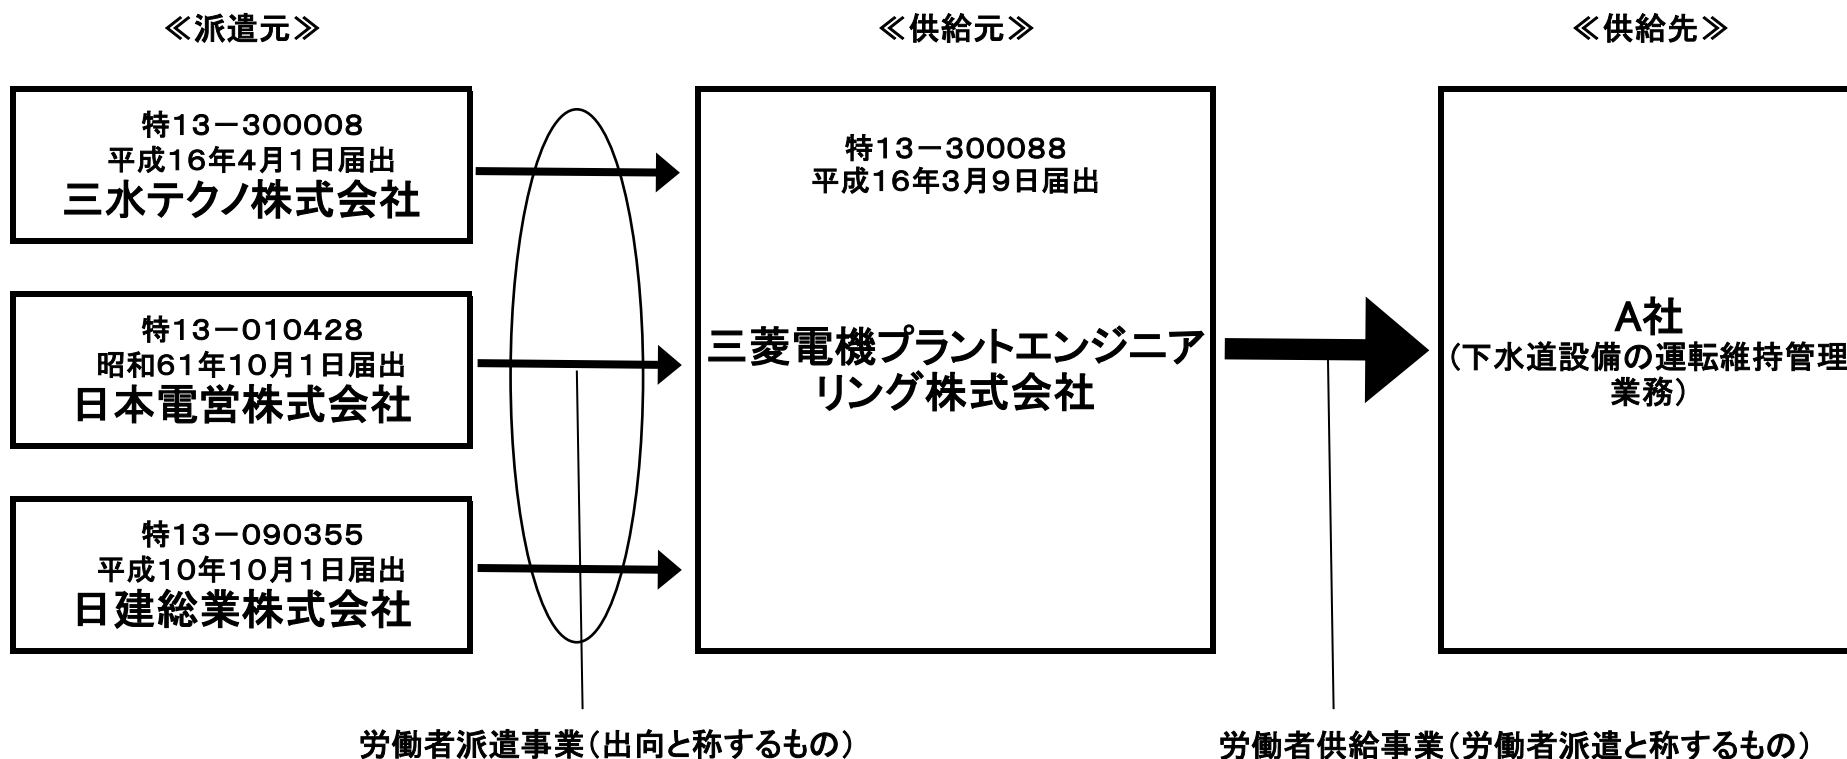 ≪派遣元≫
≪供給元≫
≪供給先≫
特13－300008
平成16年4月1日届出
三水テクノ株式会社
特13－010428
昭和61年10月1日届出
日本電営株式会社
特13－090355
平成10年10月1日届出
日建総業株式会社
特13－300088
平成16年3月9日届出
三菱電機プラントエンジニア
リング株式会社
A社
(下水道設備の運転維持管理
業務)
労働者派遣事業(出向と称するもの)
労働者供給事業(労働者派遣と称するもの)